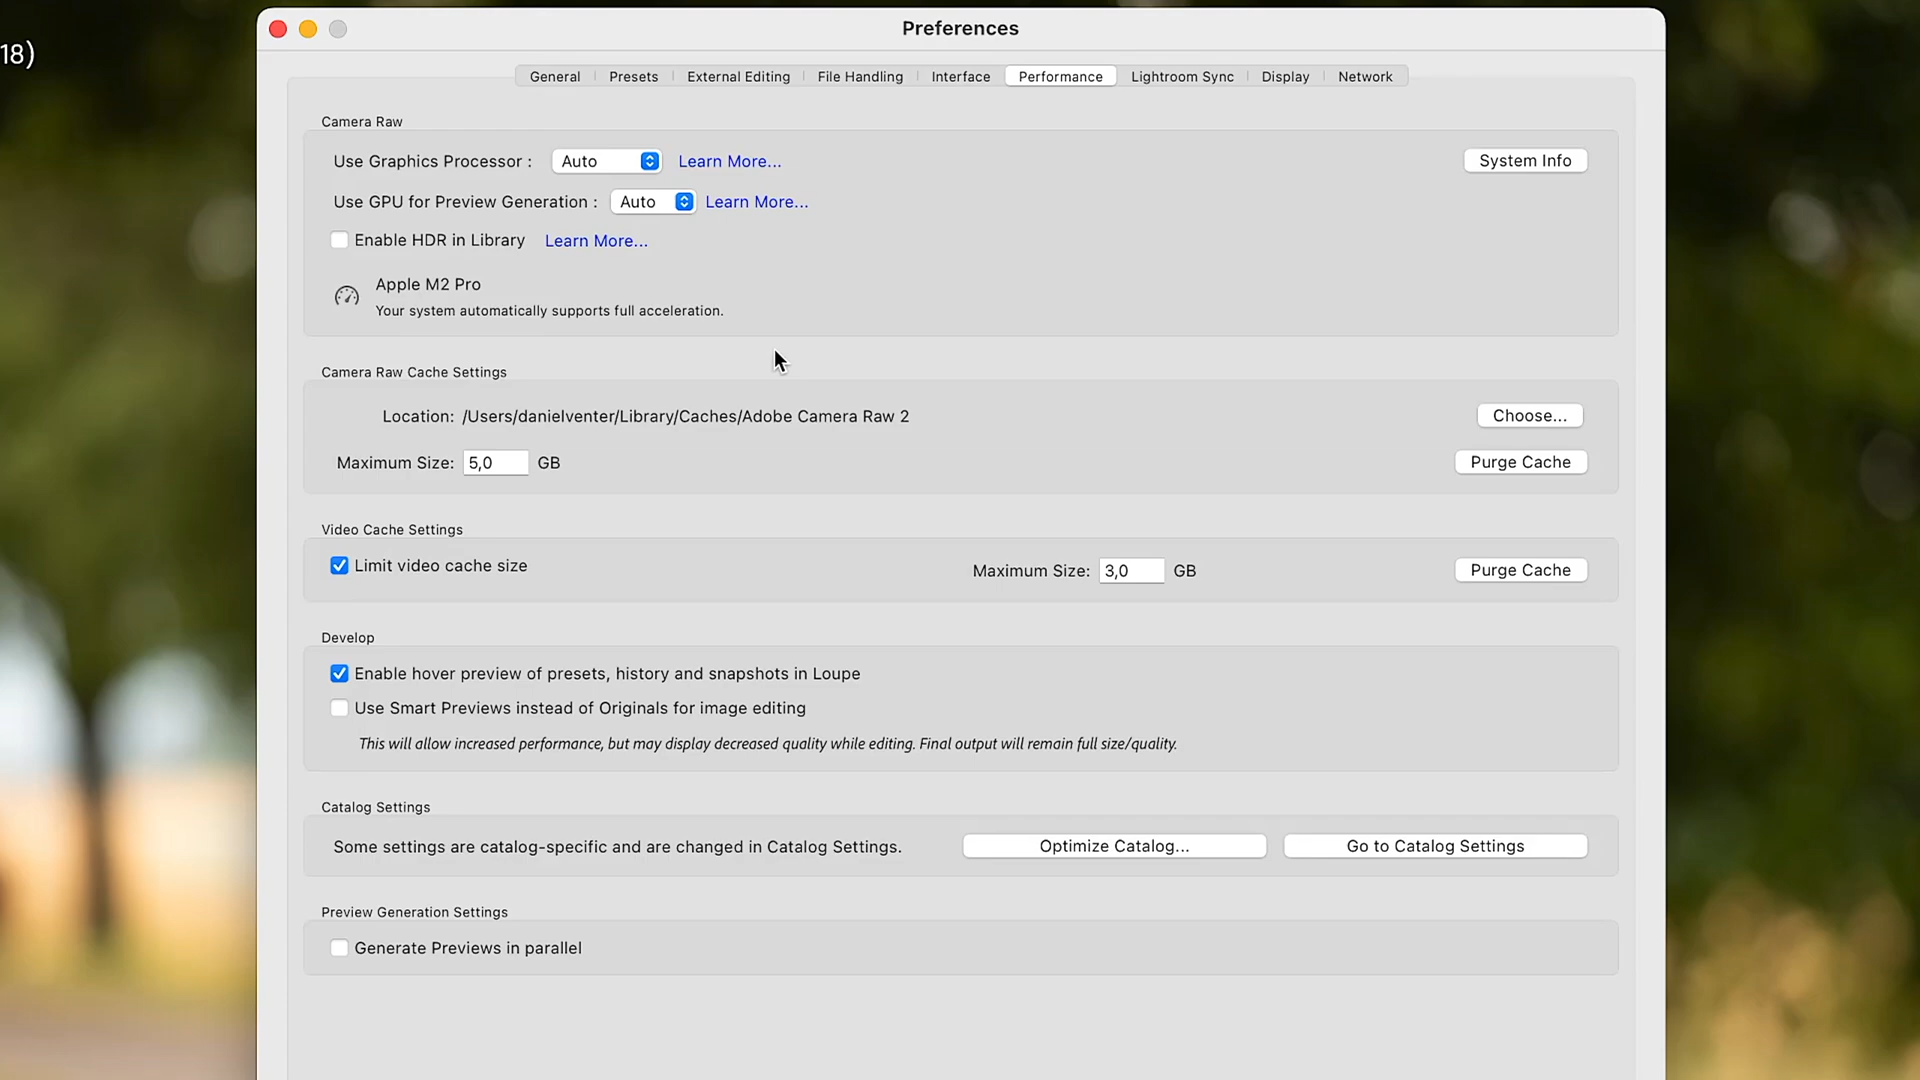 18)
Preferences
General Presets External Editing File Handling Interface Performance Lightroom Sync Display Network
Camera Raw
Use Graphics Processor : Auto Learn More... System Info
Use GPU for Preview Generation : Auto Learn More...
Enable HDR in Library Learn More...
Apple M2 Pro
Your system automatically supports full acceleration.
Camera Raw Cache Settings
Location: /Users/danielventer/Library/Caches/Adobe Camera Raw 2 Choose...
Maximum Size: 5,0 GB Purge Cache
Video Cache Settings
Limit video cache size Maximum Size: 3,0 GB Purge Cache
Develop
Enable hover preview of presets, history and snapshots in Loupe
Use Smart Previews instead of Originals for image editing
This will allow increased performance, but may display decreased quality while editing. Final output will remain full size/quality.
Catalog Settings
Some settings are catalog-specific and are changed in Catalog Settings. Optimize Catalog... Go to Catalog Settings
Preview Generation Settings
Generate Previews in parallel